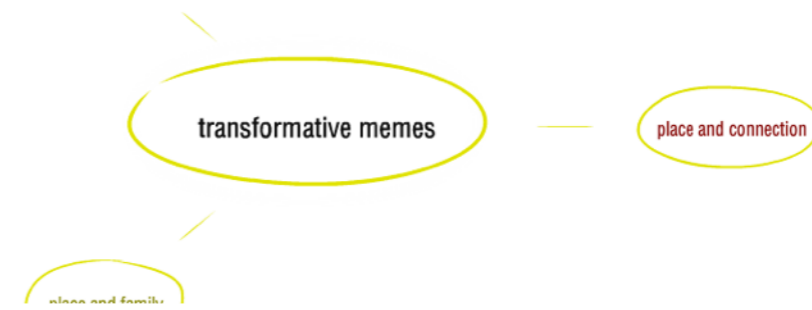 transformative memes
place and connection
place and family